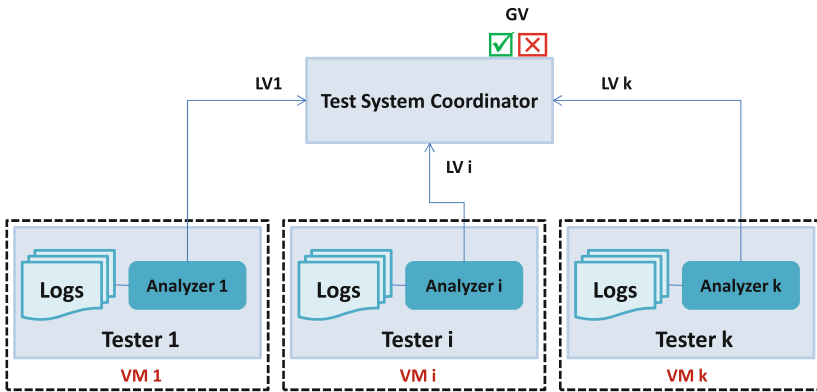 GV
Test System Coordinator
LV1
LV k
LV i
Logs
Analyzer 1
Tester 1
VM 1
Logs
Analyzer i
Tester i
VM i
Logs
Analyzer k
Tester k
VM k